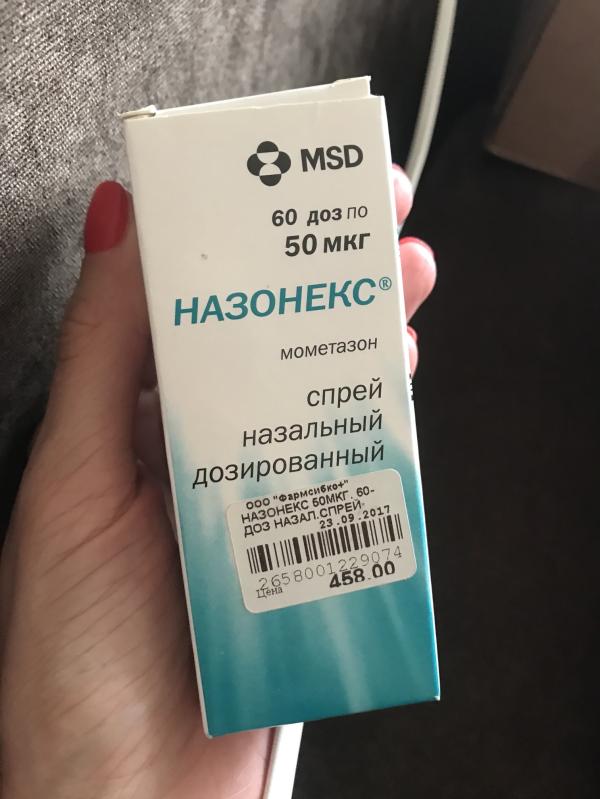 MSD
60 доз по
50 мкг
НАЗОНЕКС®
мометазон
спрей
назальный
дозированный
ООО "Фармсибко+"
НАЗОНЕКС 50МКГ. 60-
ДОЗ НАЗАЛ.СПРЕЙ-
23.09.2017
2658001229074
Цена 458.00